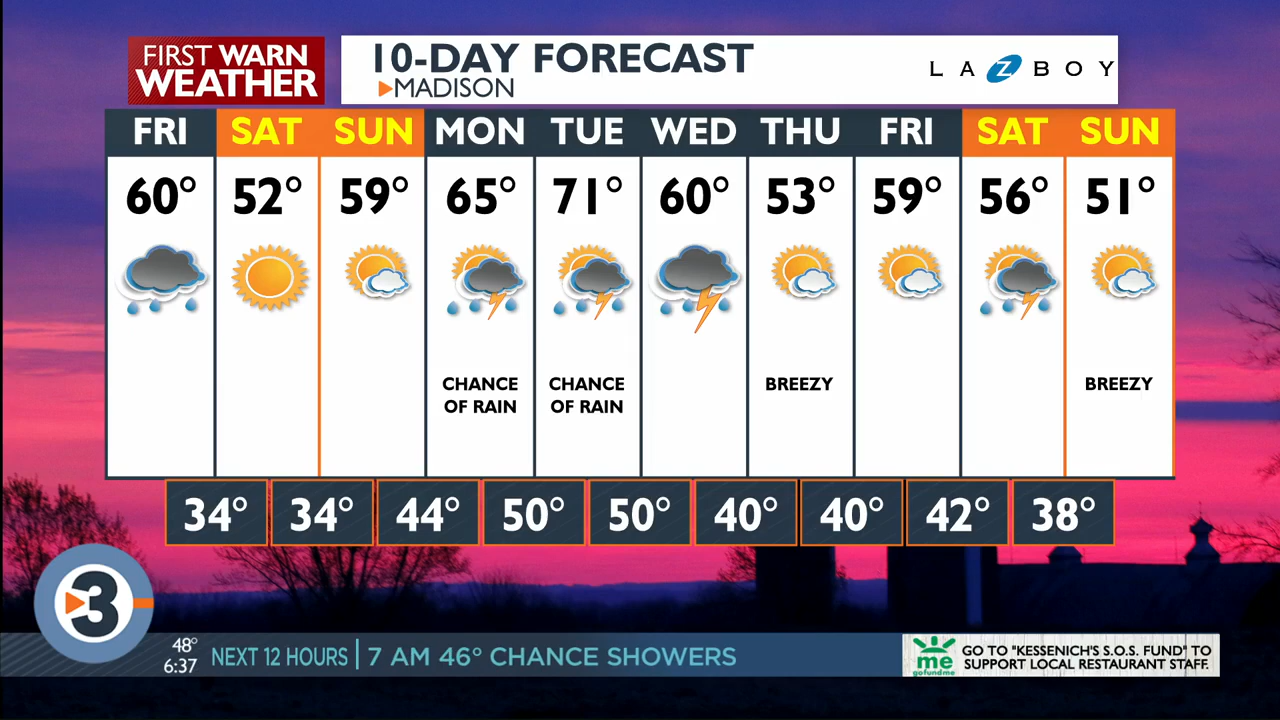 FIRST WARN
WEATHER
10-DAY FORECAST
MADISON
LA Z BOY
FRI SAT SUN MON TUE WED THU FRI SAT SUN
60° 52° 59° 65° 71° 60° 53° 59° 56° 51°
CHANCE OF RAIN
CHANCE OF RAIN
BREEZY
BREEZY
34° 34° 44° 50° 50° 40° 40° 42° 38°
3
48°
6:37
NEXT 12 HOURS
7 AM 46° CHANCE SHOWERS
me
gofundme
GO TO "KESSENICH'S S.O.S. FUND" TO
SUPPORT LOCAL RESTAURANT STAFF.